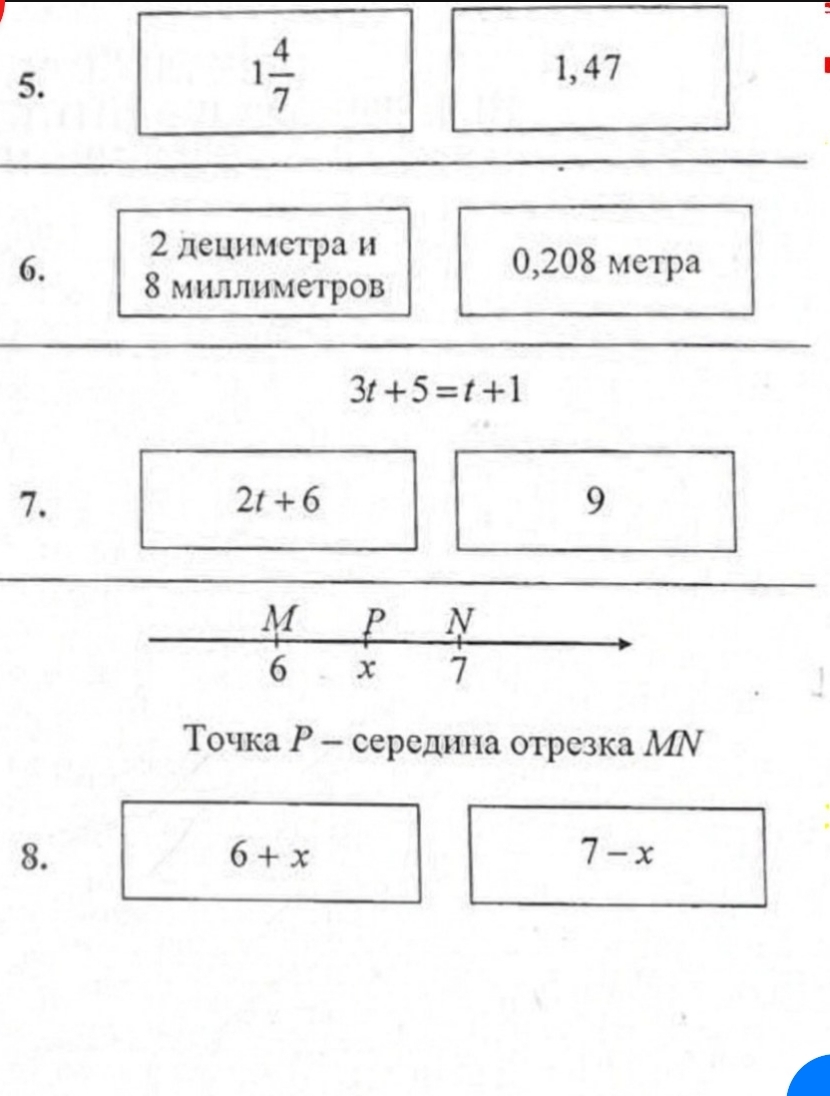 5.
1 4/7
1,47
6.
2 дециметра и
8 миллиметров
0,208 метра
3t + 5 = t + 1
7.
2t + 6
9
M P N
6 x 7
Точка P – середина отрезка MN
8.
6 + x
7 – x